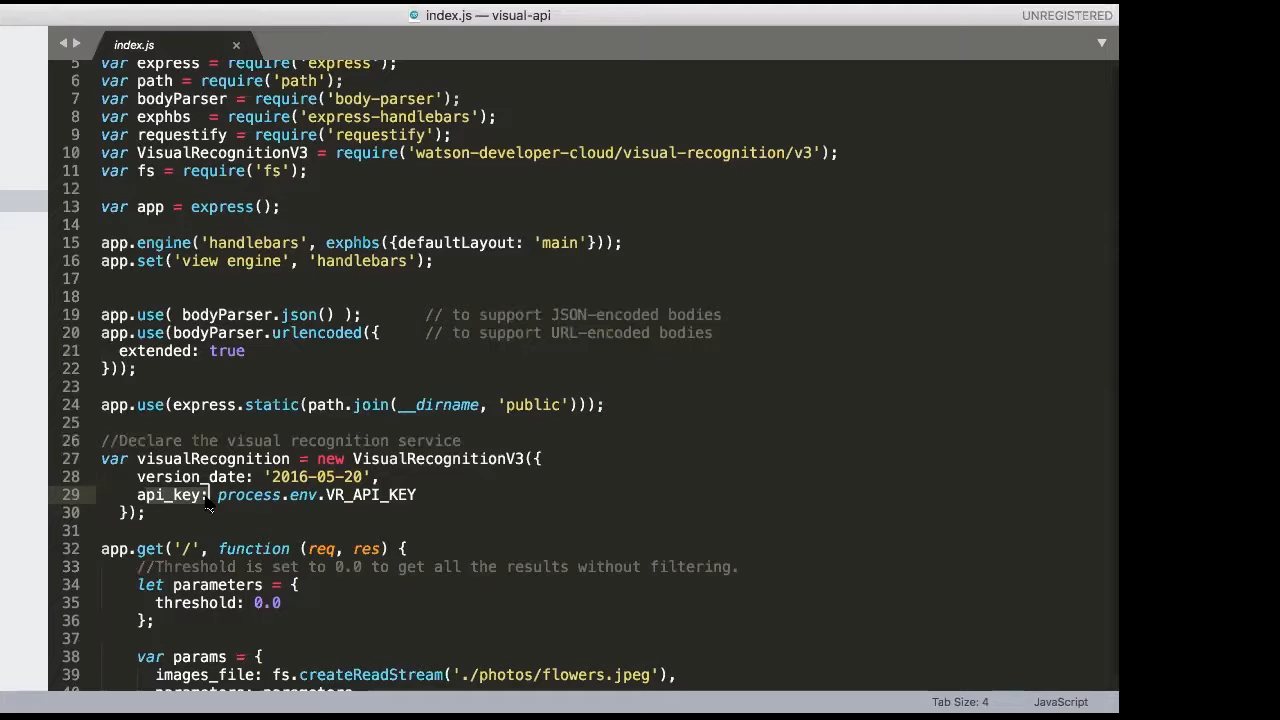 index.js — visual-api
UNREGISTERED
index.js
5 var express = require('express');
6 var path = require('path');
7 var bodyParser = require('body-parser');
8 var exphbs  = require('express-handlebars');
9 var requestify = require('requestify');
10 var VisualRecognitionV3 = require('watson-developer-cloud/visual-recognition/v3');
11 var fs = require('fs');
12
13 var app = express();
14
15 app.engine('handlebars', exphbs({defaultLayout: 'main'}));
16 app.set('view engine', 'handlebars');
17
18
19 app.use( bodyParser.json() );       // to support JSON-encoded bodies
20 app.use(bodyParser.urlencoded({     // to support URL-encoded bodies
21   extended: true
22 }));
23
24 app.use(express.static(path.join(__dirname, 'public')));
25
26 //Declare the visual recognition service
27 var visualRecognition = new VisualRecognitionV3({
28     version_date: '2016-05-20',
29     api_key: process.env.VR_API_KEY
30   });
31
32 app.get('/', function (req, res) {
33     //Threshold is set to 0.0 to get all the results without filtering.
34     let parameters = {
35       threshold: 0.0
36     };
37
38     var params = {
39       images_file: fs.createReadStream('./photos/flowers.jpeg'),
40       parameters: parameters
Tab Size: 4
JavaScript